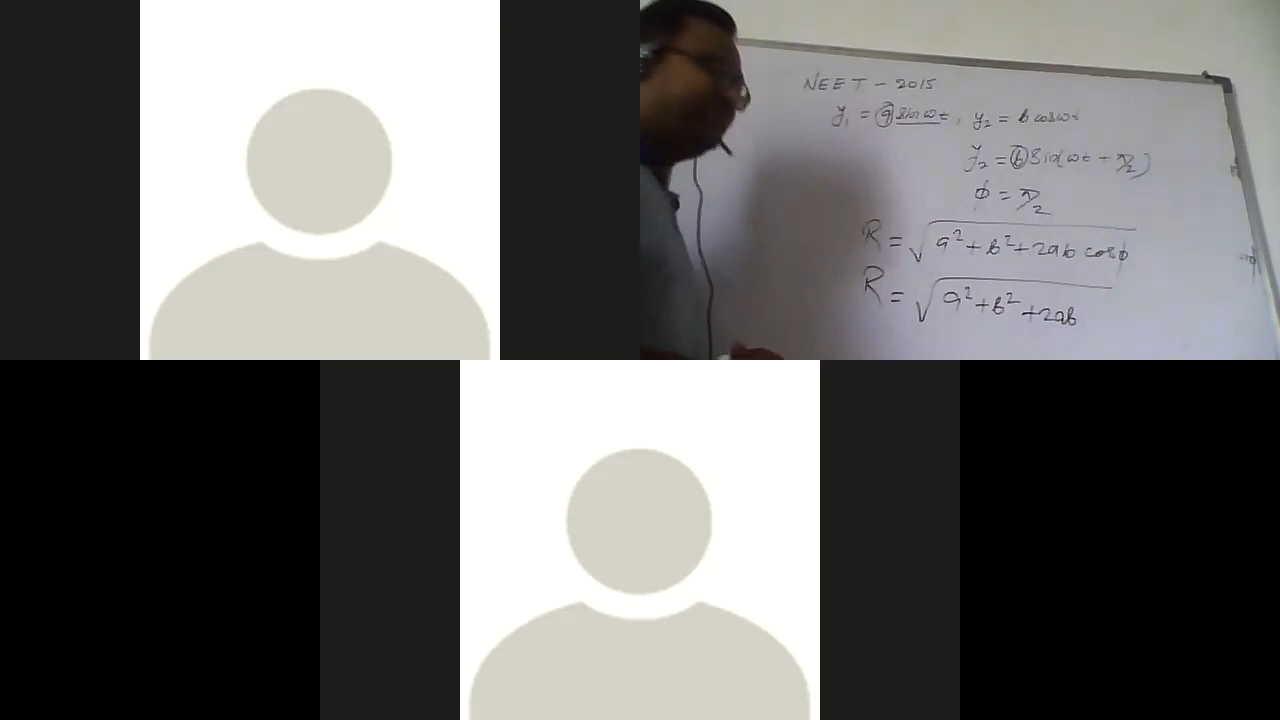 NEET - 2015
y₁ = a sin ωt, y₂ = b cos ωt
y₂ = b Sin(ωt + π/2)
ϕ = π/2
R = √a² + b² + 2ab cosϕ
R = √a² + b² + 2ab